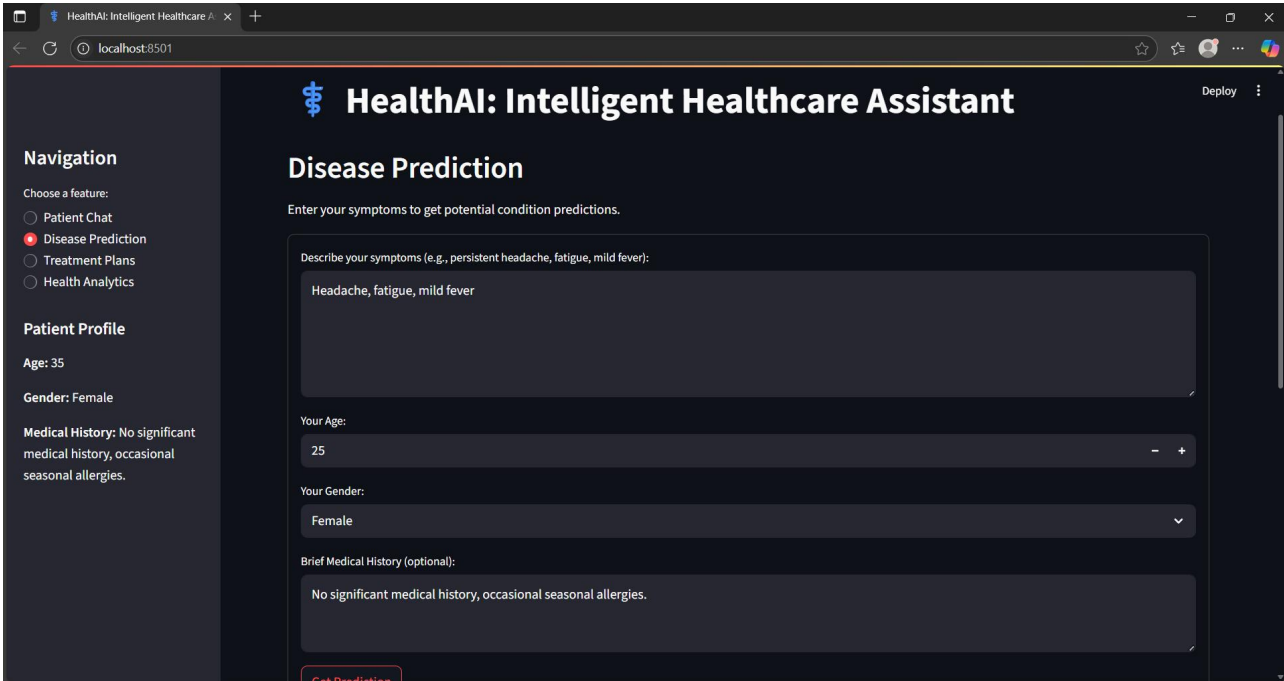 HealthAI: Intelligent Healthcare A
localhost:8501
Deploy
Navigation
Choose a feature:
Patient Chat
Disease Prediction
Treatment Plans
Health Analytics
Patient Profile
Age: 35
Gender: Female
Medical History: No significant
medical history, occasional
seasonal allergies.
HealthAI: Intelligent Healthcare Assistant
Disease Prediction
Enter your symptoms to get potential condition predictions.
Describe your symptoms (e.g., persistent headache, fatigue, mild fever):
Headache, fatigue, mild fever
Your Age:
25
Your Gender:
Female
Brief Medical History (optional):
No significant medical history, occasional seasonal allergies.
Get Prediction